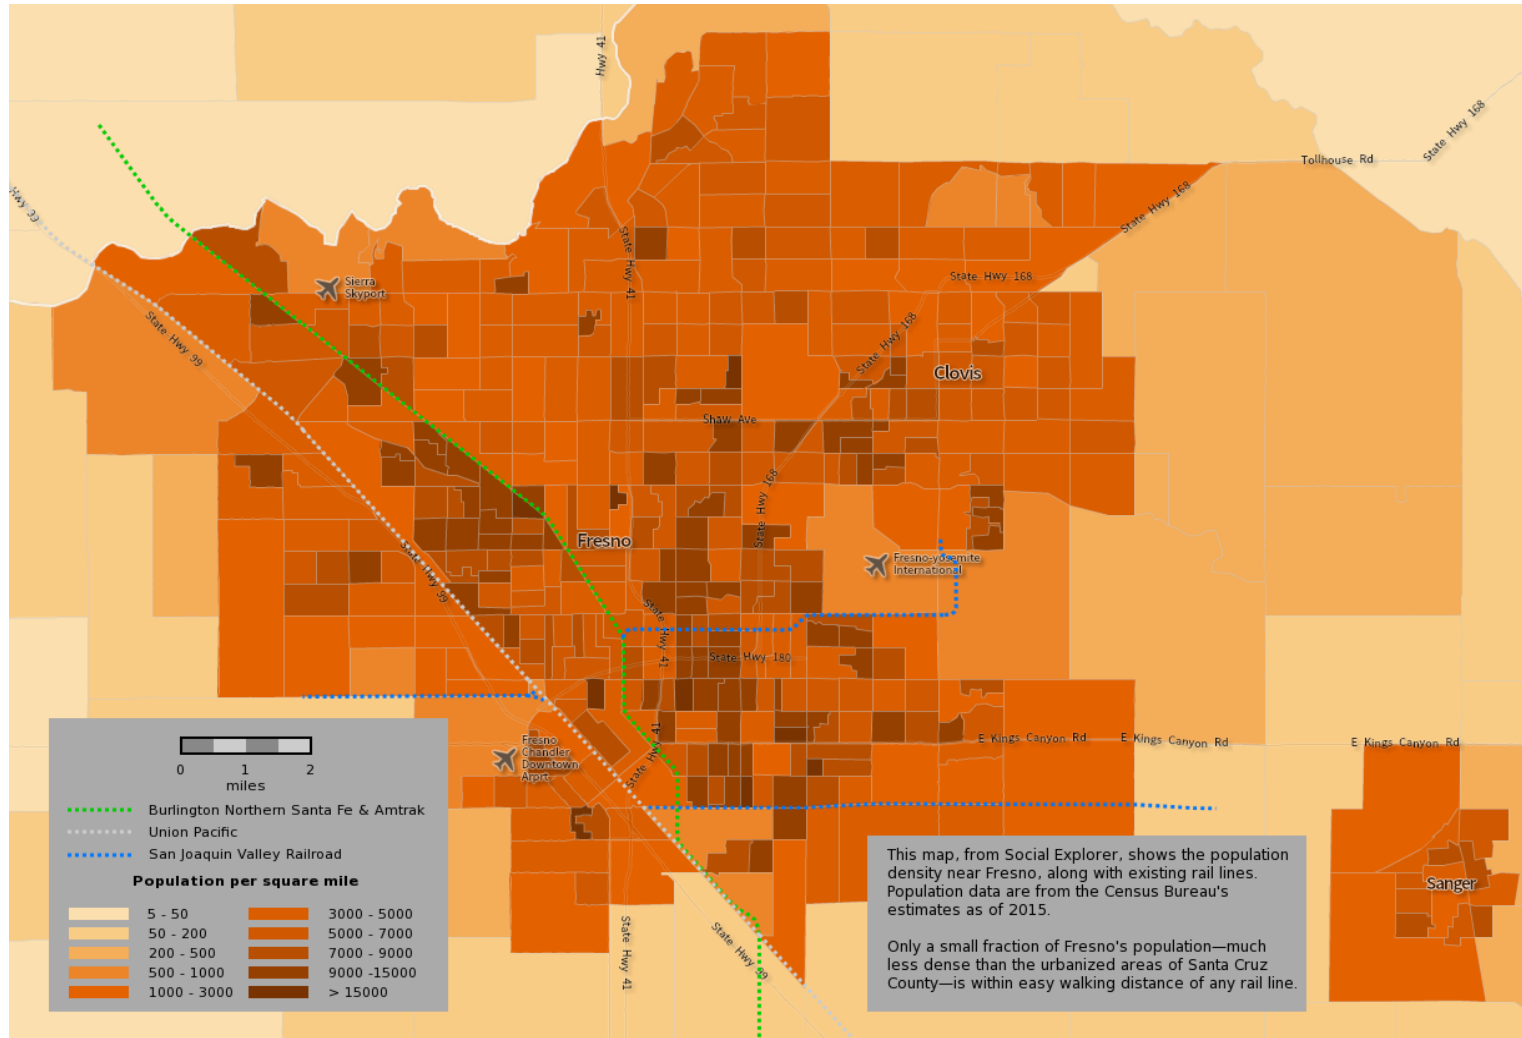 Hwy 41
State Hwy 168
Tollhouse Rd
Hwy 33
State Hwy 168
State Hwy 41
Sierra
Skyport
State Hwy 168
State Hwy 99
State Hwy 168
Clovis
Shaw Ave
State Hwy 168
Fresno
Fresno-yosemite
International
State Hwy 99
State Hwy 41
State Hwy 180
State Hwy 41
Fresno
Chandler
Downtown
Arprt
E Kings Canyon Rd
E Kings Canyon Rd
E Kings Canyon Rd
0 2
miles
Burlington Northern Santa Fe & Amtrak
Union Pacific
San Joaquin Valley Railroad
Population per square mile
5 - 50
50 - 200
200 - 500
500 - 1000
1000 - 3000
3000 - 5000
5000 - 7000
7000 - 9000
9000 -15000
> 15000
State Hwy 41
State Hwy 99
This map, from Social Explorer, shows the population
density near Fresno, along with existing rail lines.
Population data are from the Census Bureau's
estimates as of 2015.
Only a small fraction of Fresno's population—much
less dense than the urbanized areas of Santa Cruz
County—is within easy walking distance of any rail line.
Sanger